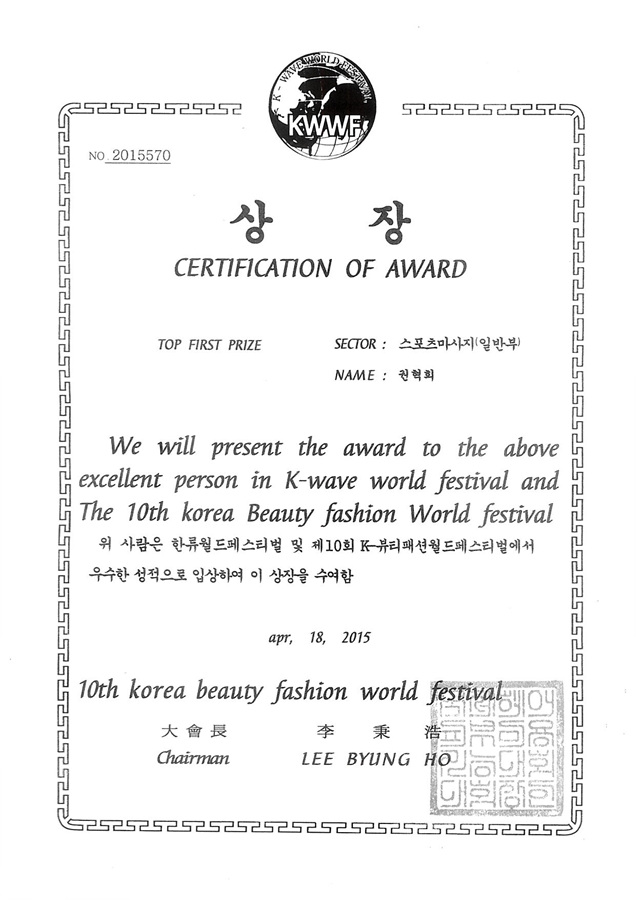 K - WAVE WORLD FESTIVAL
KWWF
NO. 2015570
상 장
CERTIFICATION OF AWARD
TOP FIRST PRIZE
SECTOR : 스포츠마사지(일반부)
NAME : 권혁희
We will present the award to the above
excellent person in K-wave world festival and
The 10th korea Beauty fashion World festival
위 사람은 한류월드페스티벌 및 제10회 K-뷰티패션월드페스티벌에서
우수한 성적으로 입상하여 이 상장을 수여함
apr, 18, 2015
10th korea beauty fashion world festival
大會長 李 秉 浩
Chairman LEE BYUNG HO